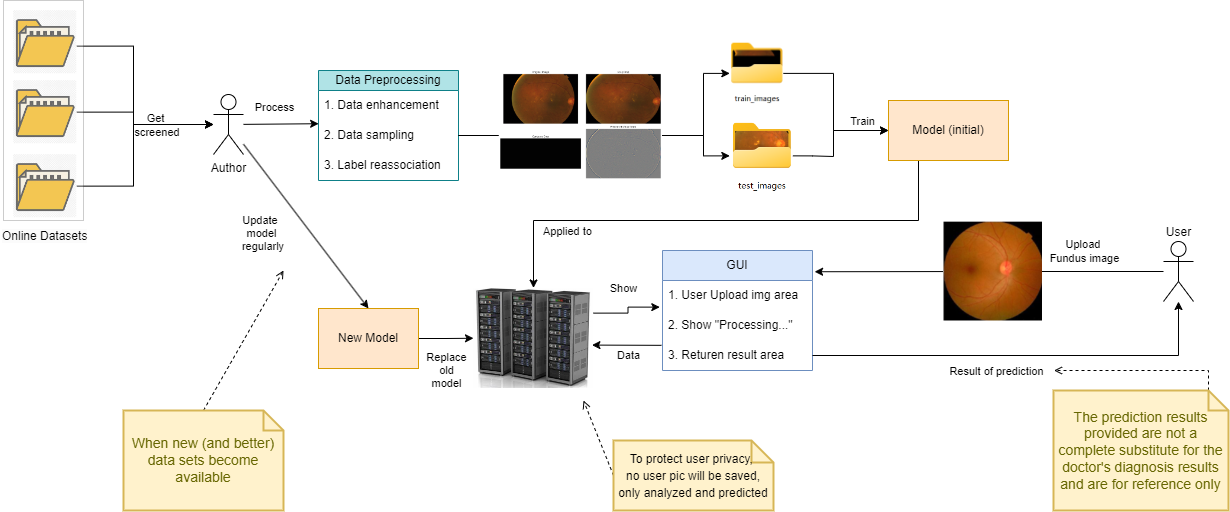 Online Datasets
Get
screened
Author
Process
Data Preprocessing
1. Data enhancement
2. Data sampling
3. Label reassociation
train_images
test_images
Train
Model (initial)
Update
model
regularly
Applied to
New Model
Replace
old
model
Show
Data
GUI
1. User Upload img area
2. Show "Processing..."
3. Returen result area
Upload
Fundus image
User
Result of prediction
When new (and better)
data sets become
available
To protect user privacy,
no user pic will be saved,
only analyzed and predicted
The prediction results
provided are not a
complete substitute for the
doctor's diagnosis results
and are for reference only